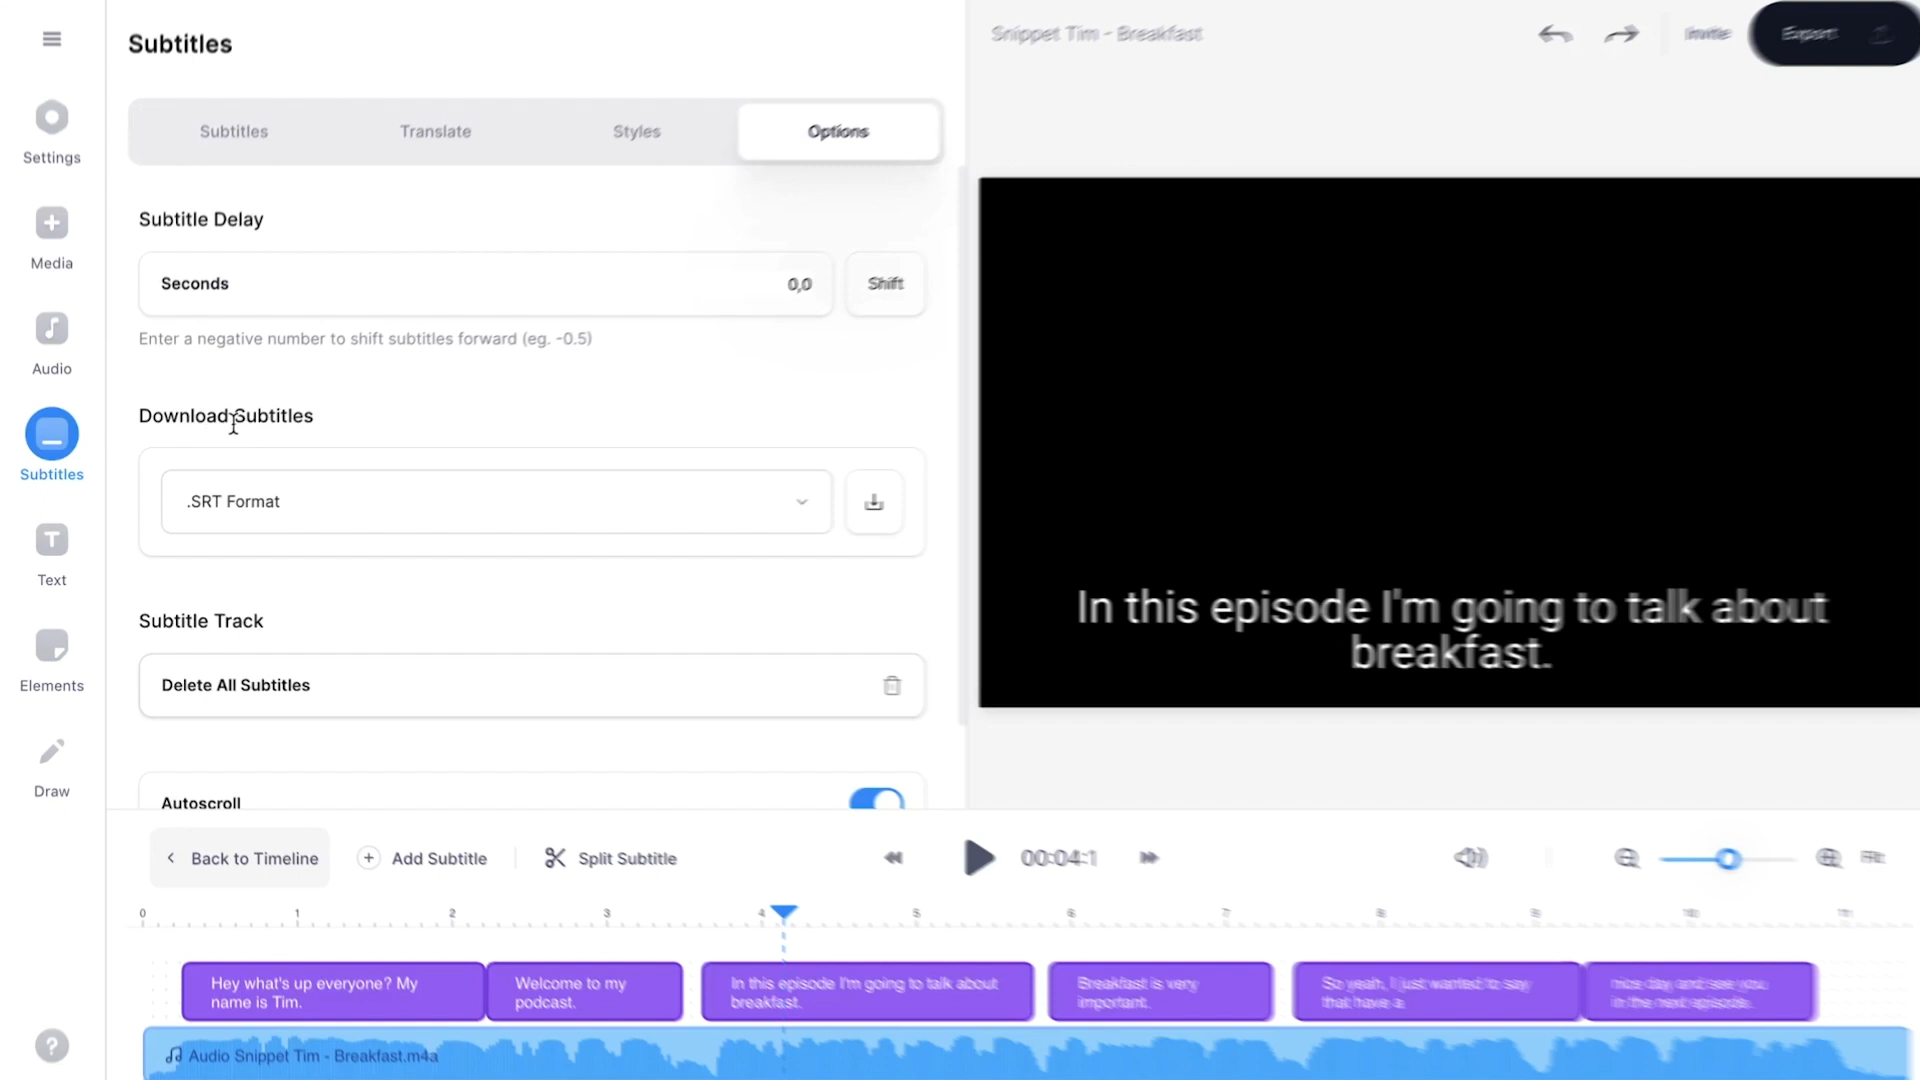 Subtitles
Snippet Tim - Breakfast
Invite
Export
Settings
Media
Audio
Subtitles
Text
Elements
Draw
Subtitles
Translate
Styles
Options
Subtitle Delay
Seconds
0,0
Shift
Enter a negative number to shift subtitles forward (eg. -0.5)
Download Subtitles
.SRT Format
Subtitle Track
Delete All Subtitles
Autoscroll
In this episode I'm going to talk about
breakfast.
Back to Timeline
Add Subtitle
Split Subtitle
00:04:1
Fit
0 1 2 3 4 5 6 7 8 9 10 11
Hey what's up everyone? My
name is Tim.
Welcome to my
podcast.
In this episode I'm going to talk about
breakfast.
Breakfast is very
important.
So yeah, I just wanted to say
that have a
nice day and see you
in the next episode.
Audio Snippet Tim - Breakfast.m4a